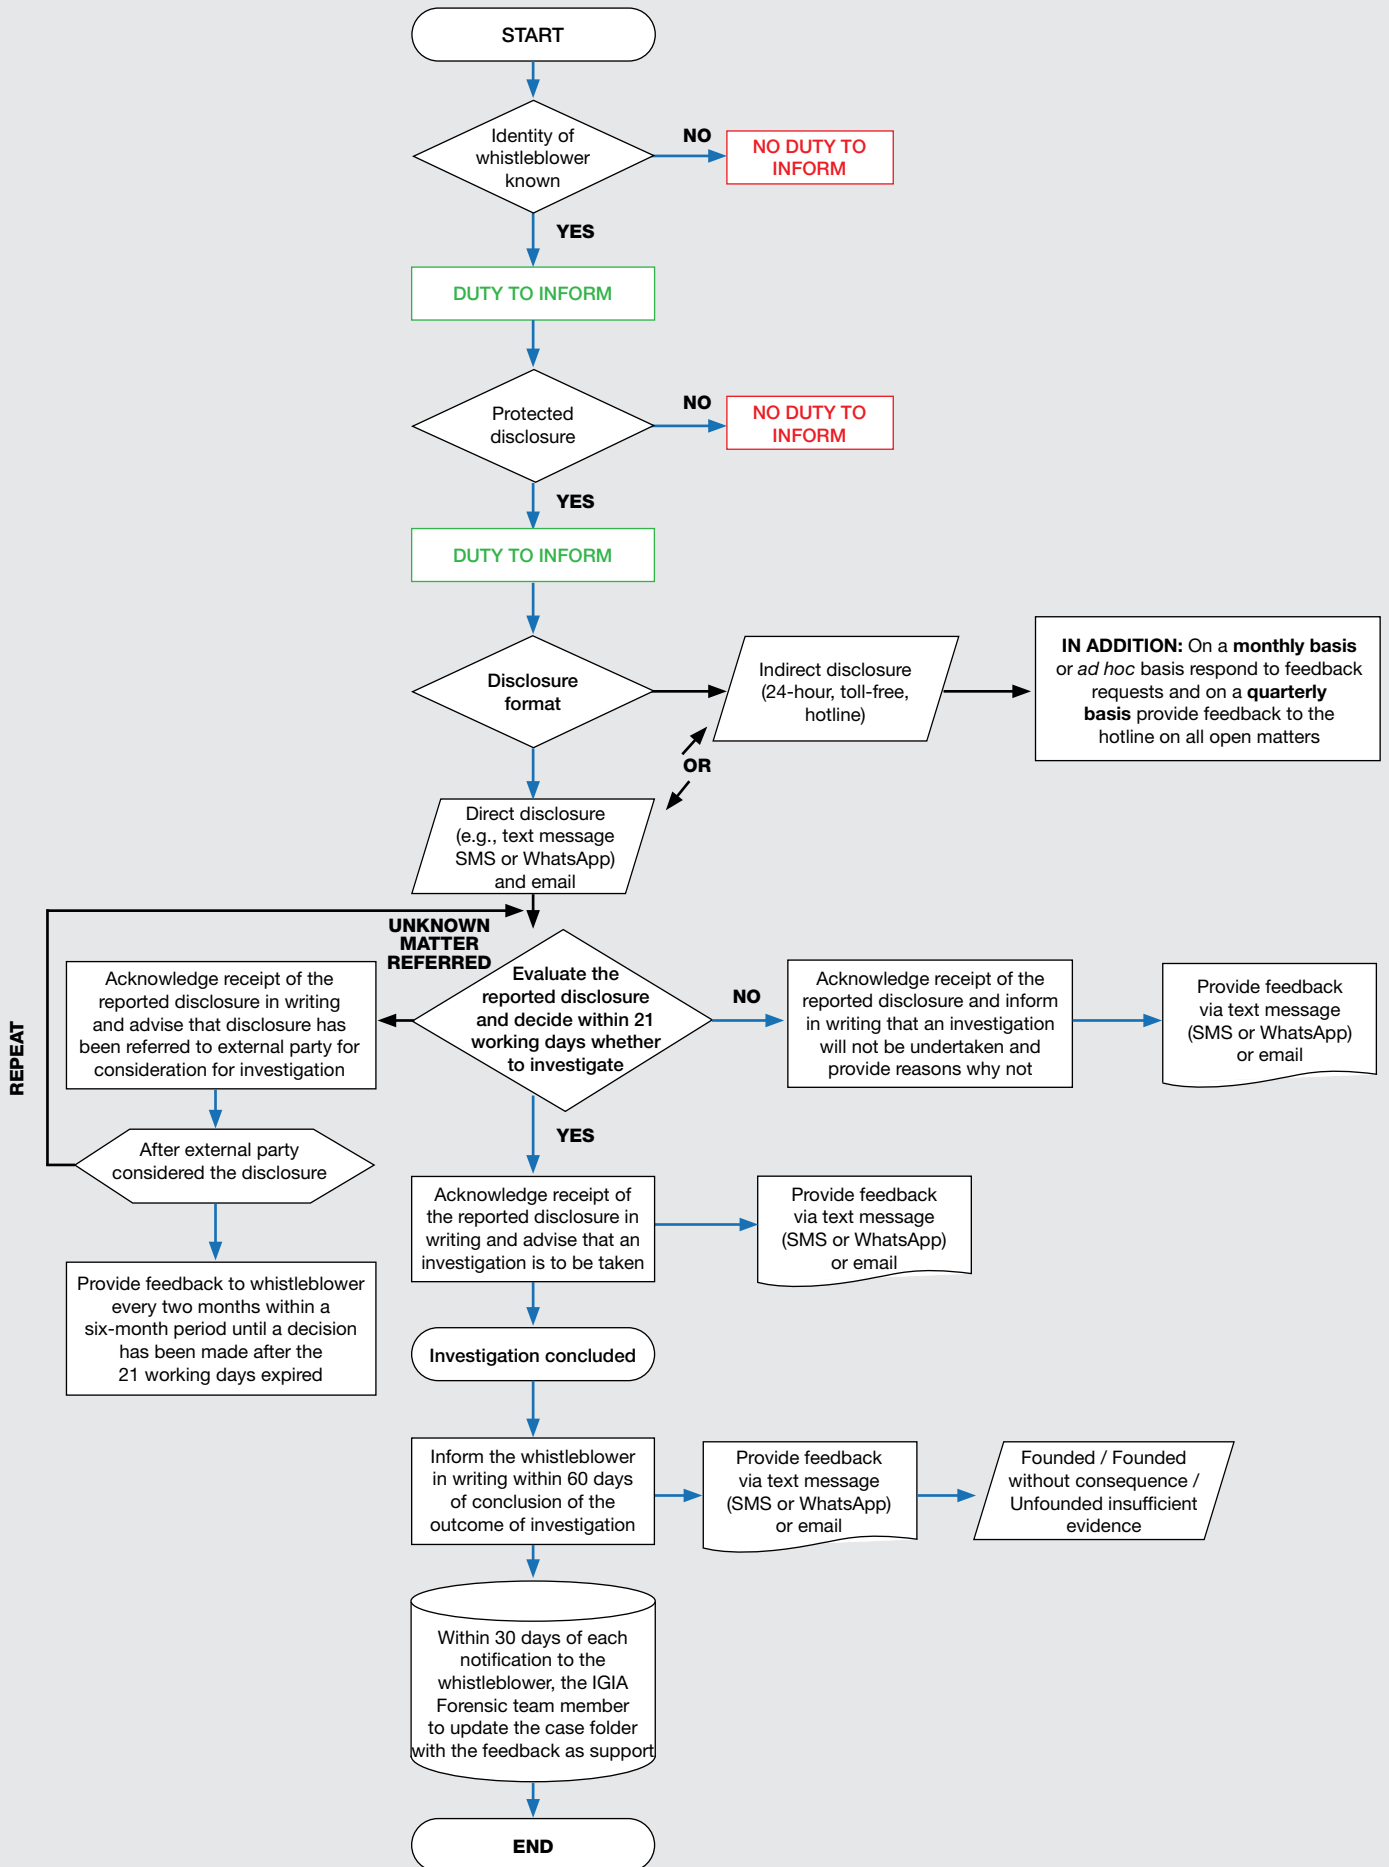 START
Identity of
whistleblower
known
NO
NO DUTY TO
INFORM
YES
DUTY TO INFORM
Protected
disclosure
NO
NO DUTY TO
INFORM
YES
DUTY TO INFORM
Disclosure
format
Indirect disclosure
(24-hour, toll-free,
hotline)
IN ADDITION: On a monthly basis
or ad hoc basis respond to feedback
requests and on a quarterly
basis provide feedback to the
hotline on all open matters
OR
Direct disclosure
(e.g., text message
SMS or WhatsApp)
and email
UNKNOWN
MATTER
REFERRED
REPEAT
Acknowledge receipt of the
reported disclosure in writing
and advise that disclosure has
been referred to external party for
consideration for investigation
Evaluate the
reported disclosure
and decide within 21
working days whether
to investigate
NO
Acknowledge receipt of the
reported disclosure and inform
in writing that an investigation
will not be undertaken and
provide reasons why not
Provide feedback
via text message
(SMS or WhatsApp)
or email
After external party
considered the disclosure
YES
Acknowledge receipt of
the reported disclosure in
writing and advise that an
investigation is to be taken
Provide feedback
via text message
(SMS or WhatsApp)
or email
Provide feedback to whistleblower
every two months within a
six-month period until a decision
has been made after the
21 working days expired
Investigation concluded
Inform the whistleblower
in writing within 60 days
of conclusion of the
outcome of investigation
Provide feedback
via text message
(SMS or WhatsApp)
or email
Founded / Founded
without consequence /
Unfounded insufficient
evidence
Within 30 days of each
notification to the
whistleblower, the IGIA
Forensic team member
to update the case folder
with the feedback as support
END